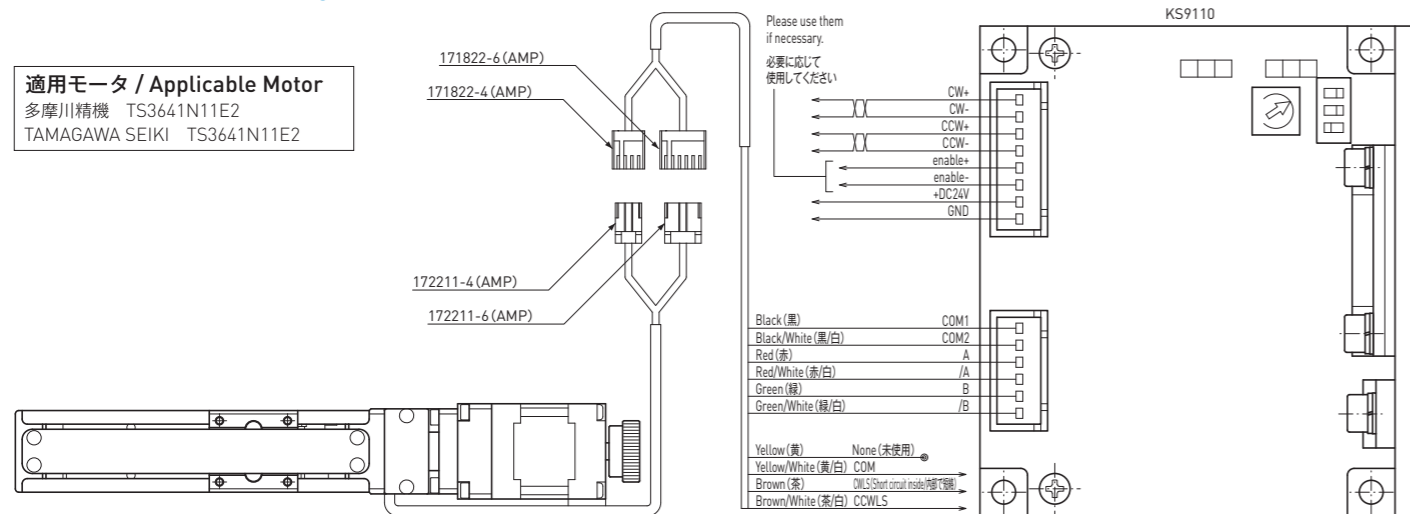 KS9110
Please use them
if necessary.
必要に応じて
使用してください
171822-6(AMP)
171822-4(AMP)
適用モータ / Applicable Motor
多摩川精機 TS3641N11E2
TAMAGAWA SEIKI TS3641N11E2
CW+
CW-
CCW+
CCW-
enable+
enable-
+DC24V
GND
172211-4(AMP)
172211-6(AMP)
Black(黒) COM1
Black/White(黒/白) COM2
Red(赤) A
Red/White(赤/白) /A
Green(緑) B
Green/White(緑/白) /B
Yellow(黄) None(未使用)
Yellow/White(黄/白) COM
Brown(茶) CWLS(Short circuit inside/内部で短絡)
Brown/White(茶/白) CCWLS